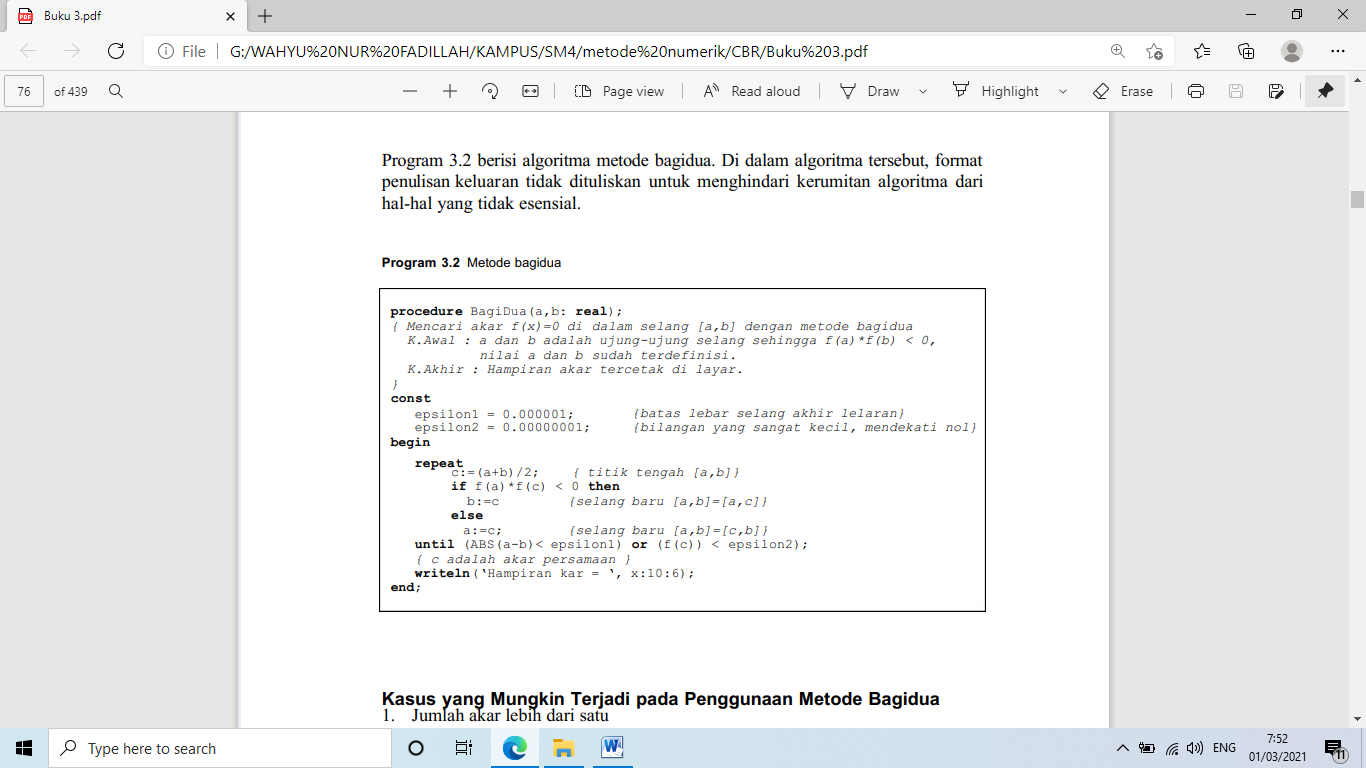 Buku 3.pdf
File
G:/WAHYU%20NUR%20FADILLAH/KAMPUS/SM4/metode%20numerik/CBR/Buku%203.pdf
76 of 439
Page view
Read aloud
Draw
Highlight
Erase
Program 3.2 berisi algoritma metode bagidua. Di dalam algoritma tersebut, format
penulisan keluaran tidak dituliskan untuk menghindari kerumitan algoritma dari
hal-hal yang tidak esensial.
Program 3.2 Metode bagidua
procedure BagiDua(a,b: real);
{ Mencari akar f(x)=0 di dalam selang [a,b] dengan metode bagidua
K.Awal : a dan b adalah ujung-ujung selang sehingga f(a)*f(b) < 0,
nilai a dan b sudah terdefinisi.
K.Akhir : Hampiran akar tercetak di layar.
}
const
epsilon1 = 0.000001; {batas lebar selang akhir lelaran}
epsilon2 = 0.00000001; {bilangan yang sangat kecil, mendekati nol}
begin
repeat
c:=(a+b)/2; { titik tengah [a,b]}
if f(a)*f(c) < 0 then
b:=c {selang baru [a,b]=[a,c]}
else
a:=c; {selang baru [a,b]=[c,b]}
until (ABS(a-b)< epsilon1) or (f(c)) < epsilon2);
{ c adalah akar persamaan }
writeln(‘Hampiran kar = ‘, x:10:6);
end;
Kasus yang Mungkin Terjadi pada Penggunaan Metode Bagidua
1. Jumlah akar lebih dari satu
Type here to search
ENG
7:52
01/03/2021
11